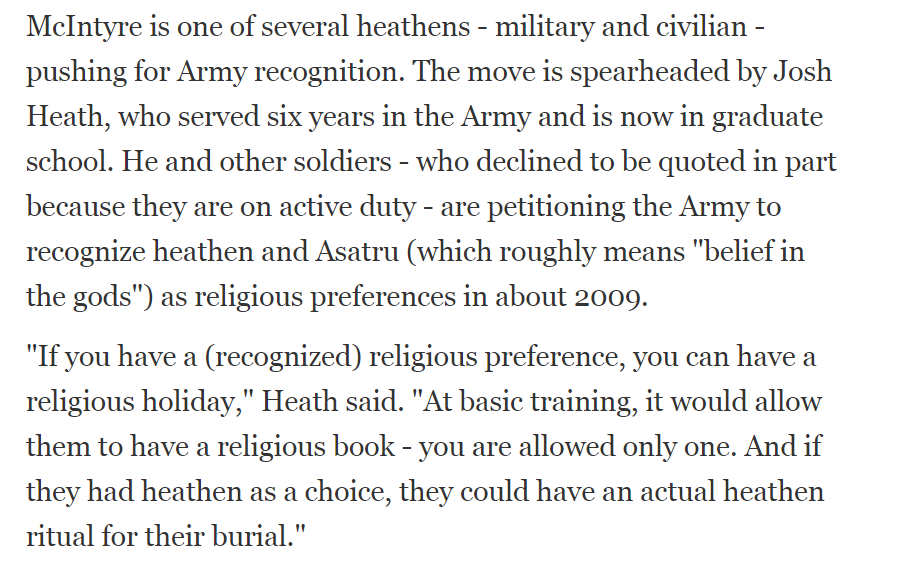 McIntyre is one of several heathens - military and civilian -
pushing for Army recognition. The move is spearheaded by Josh
Heath, who served six years in the Army and is now in graduate
school. He and other soldiers - who declined to be quoted in part
because they are on active duty - are petitioning the Army to
recognize heathen and Asatru (which roughly means "belief in
the gods") as religious preferences in about 2009.
"If you have a (recognized) religious preference, you can have a
religious holiday," Heath said. "At basic training, it would allow
them to have a religious book - you are allowed only one. And if
they had heathen as a choice, they could have an actual heathen
ritual for their burial."